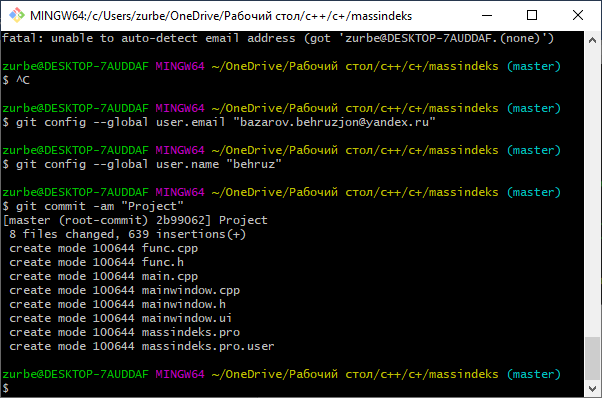 MINGW64:/c/Users/zurbe/OneDrive/Рабочий стол/c++/c+/massindeks
fatal: unable to auto-detect email address (got 'zurbe@DESKTOP-7AUDDAF.(none)')
zurbe@DESKTOP-7AUDDAF MINGW64 ~/OneDrive/Рабочий стол/c++/c+/massindeks (master)
$ ^C
zurbe@DESKTOP-7AUDDAF MINGW64 ~/OneDrive/Рабочий стол/c++/c+/massindeks (master)
$ git config --global user.email "bazarov.behruzjon@yandex.ru"
zurbe@DESKTOP-7AUDDAF MINGW64 ~/OneDrive/Рабочий стол/c++/c+/massindeks (master)
$ git config --global user.name "behruz"
zurbe@DESKTOP-7AUDDAF MINGW64 ~/OneDrive/Рабочий стол/c++/c+/massindeks (master)
$ git commit -am "Project"
[master (root-commit) 2b99062] Project
8 files changed, 639 insertions(+)
create mode 100644 func.cpp
create mode 100644 func.h
create mode 100644 main.cpp
create mode 100644 mainwindow.cpp
create mode 100644 mainwindow.h
create mode 100644 mainwindow.ui
create mode 100644 massindeks.pro
create mode 100644 massindeks.pro.user
zurbe@DESKTOP-7AUDDAF MINGW64 ~/OneDrive/Рабочий стол/c++/c+/massindeks (master)
$